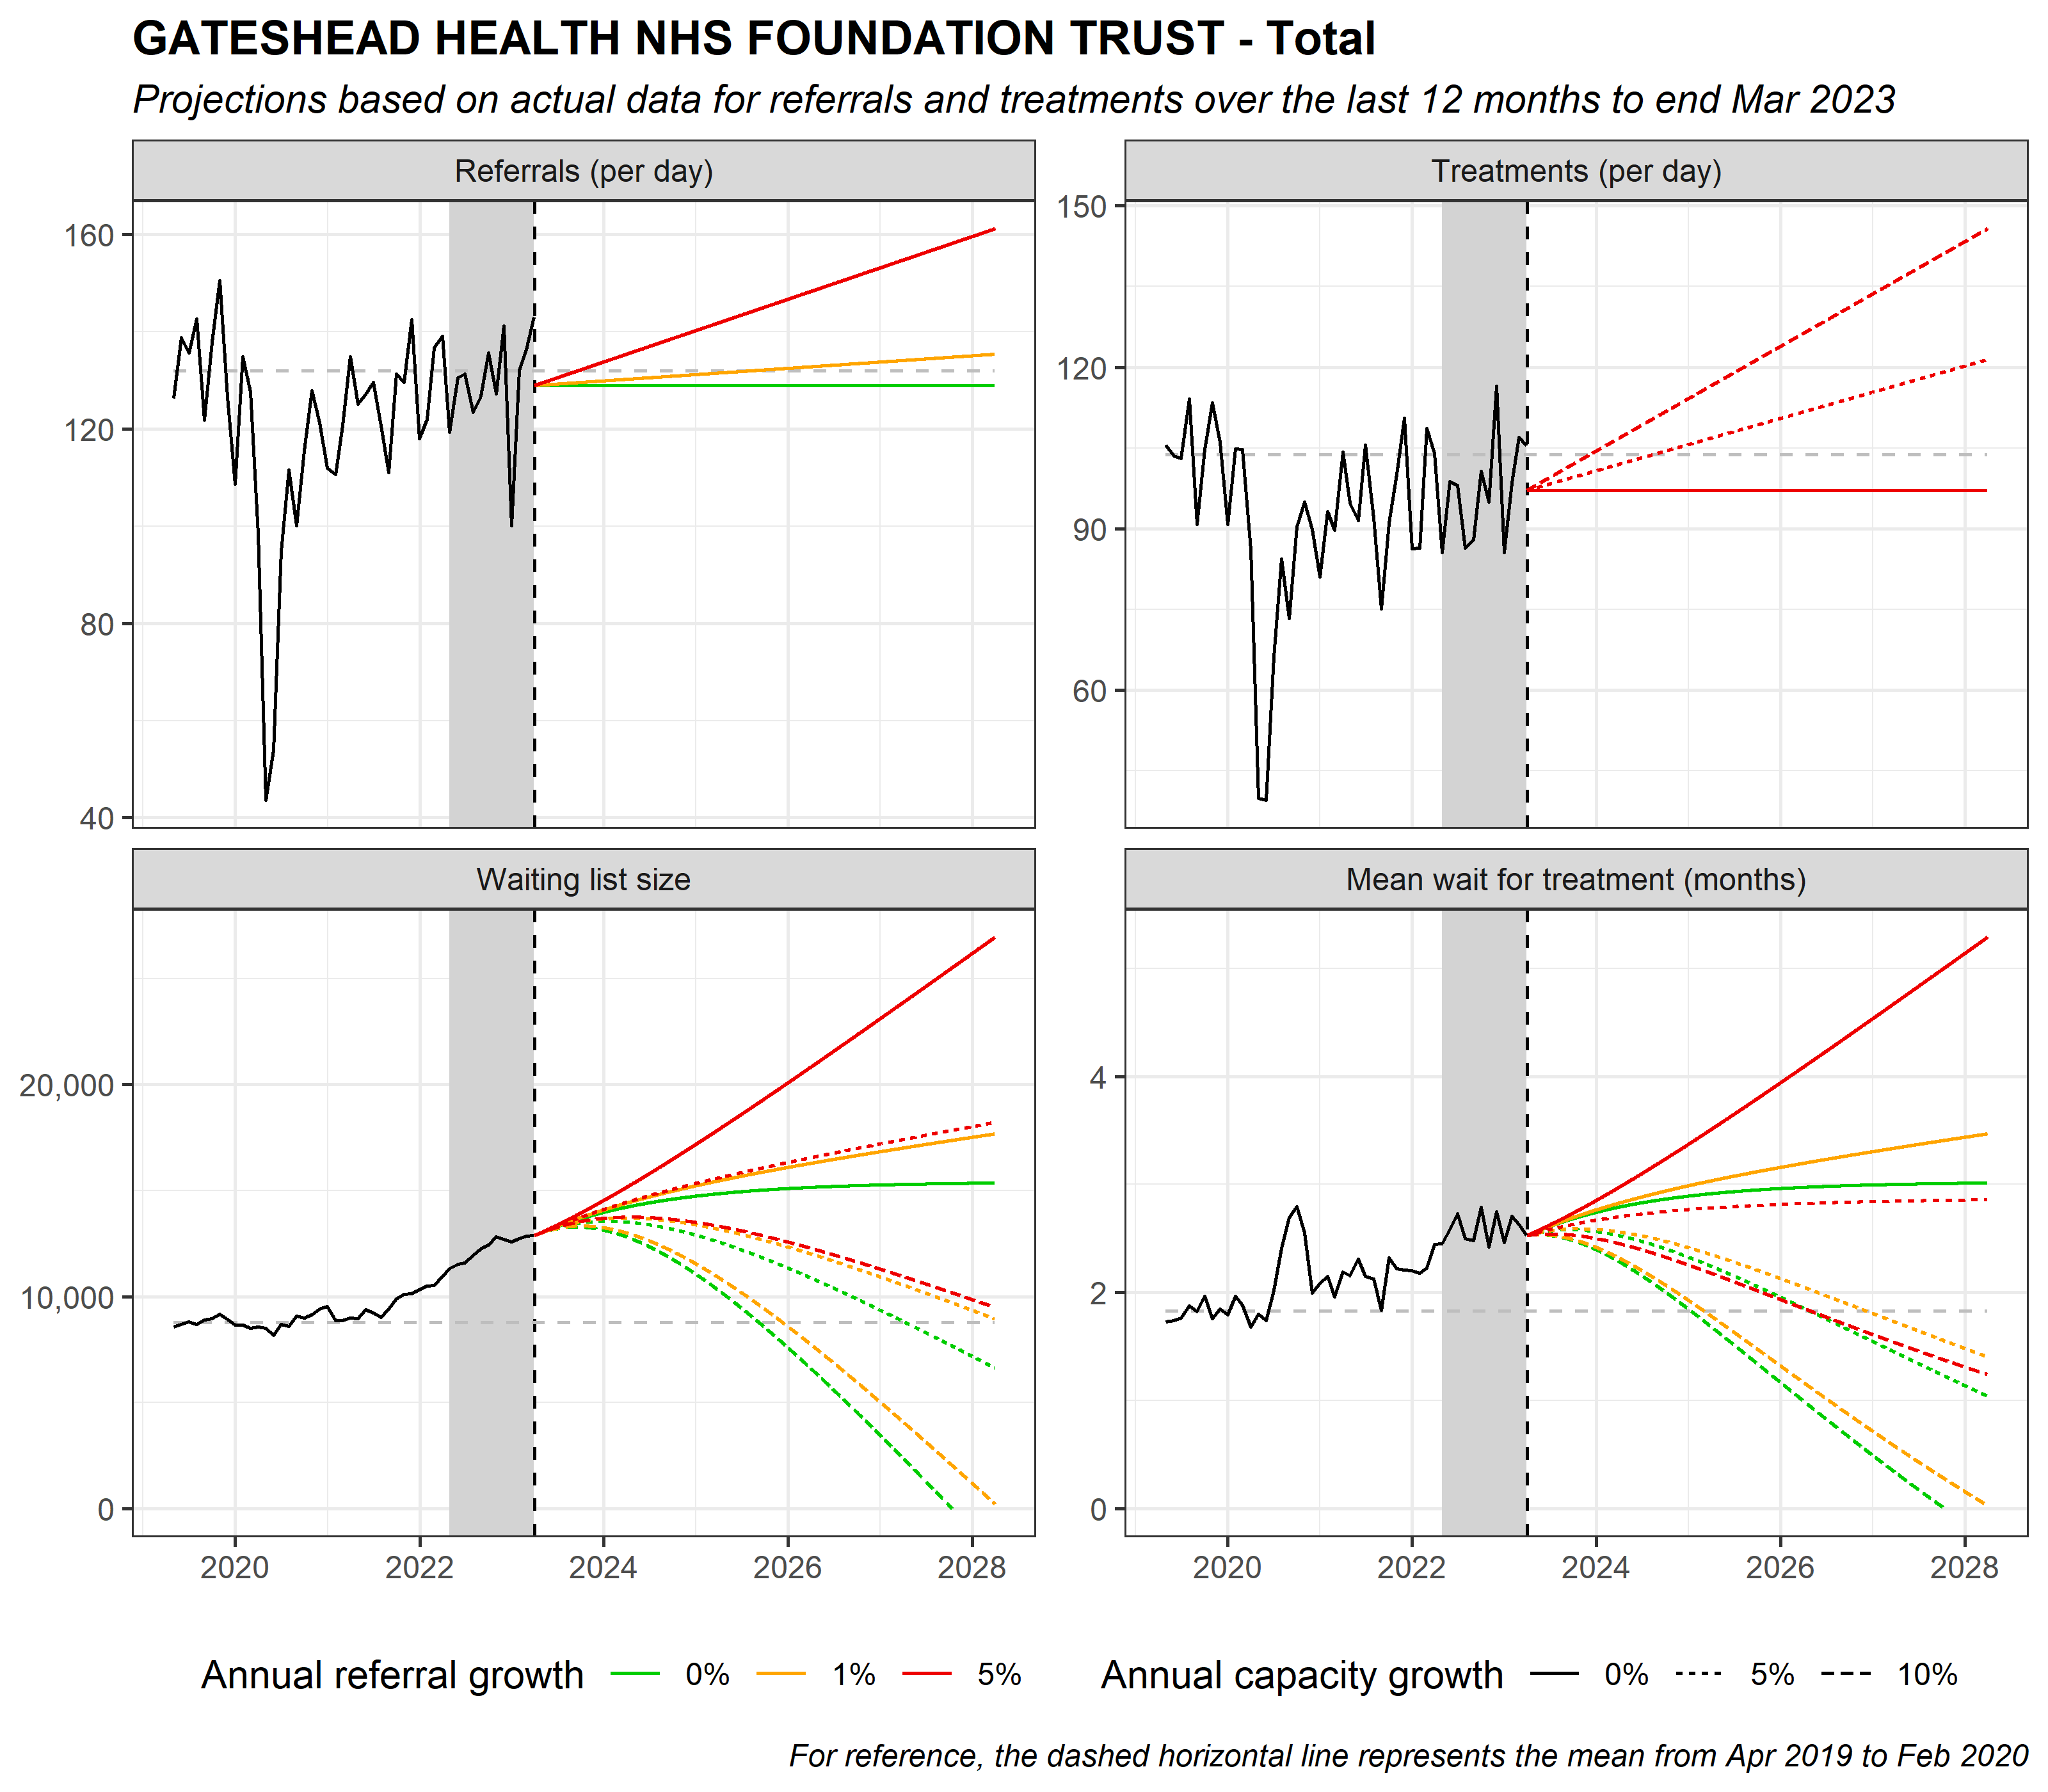 GATESHEAD HEALTH NHS FOUNDATION TRUST - Total
Projections based on actual data for referrals and treatments over the last 12 months to end Mar 2023
Referrals (per day)
160
120
80
40
Treatments (per day)
150
120
90
60
Waiting list size
20,000
10,000
0
2020 2022 2024 2026 2028
Mean wait for treatment (months)
4
2
0
2020 2022 2024 2026 2028
Annual referral growth 0% 1% 5%
Annual capacity growth 0% 5% 10%
For reference, the dashed horizontal line represents the mean from Apr 2019 to Feb 2020